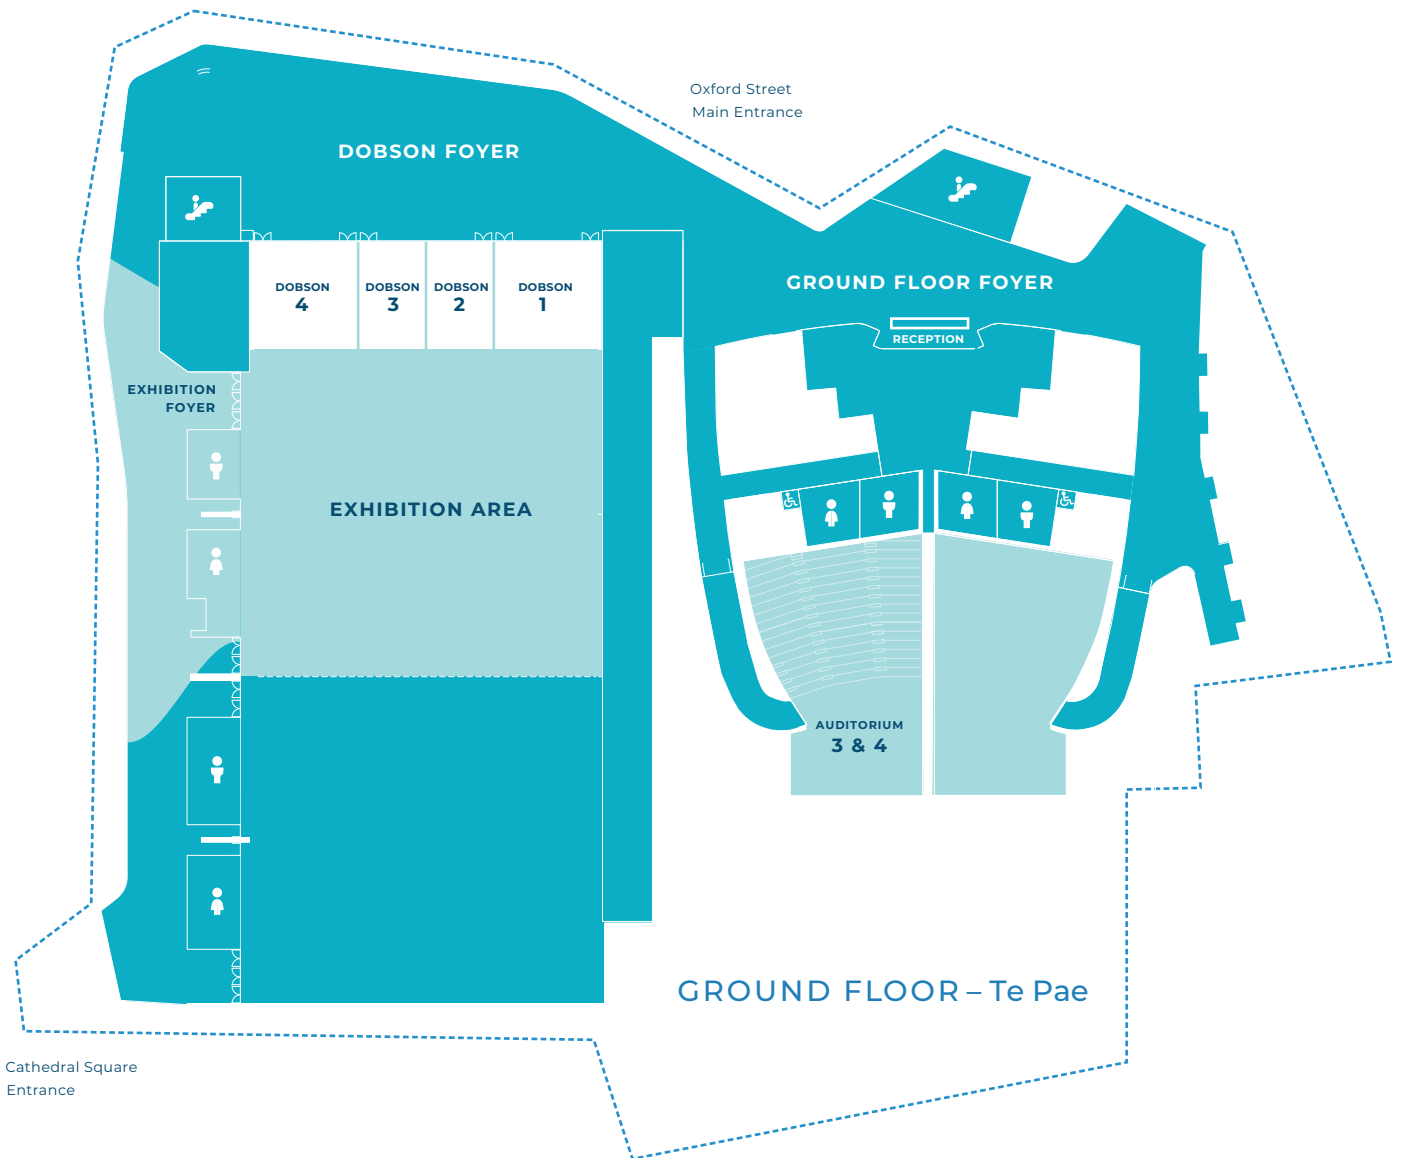 Oxford Street
Main Entrance
DOBSON FOYER
GROUND FLOOR FOYER
DOBSON
4
DOBSON
3
DOBSON
2
DOBSON
1
RECEPTION
EXHIBITION
FOYER
EXHIBITION AREA
AUDITORIUM
3 & 4
GROUND FLOOR – Te Pae
Cathedral Square
Entrance